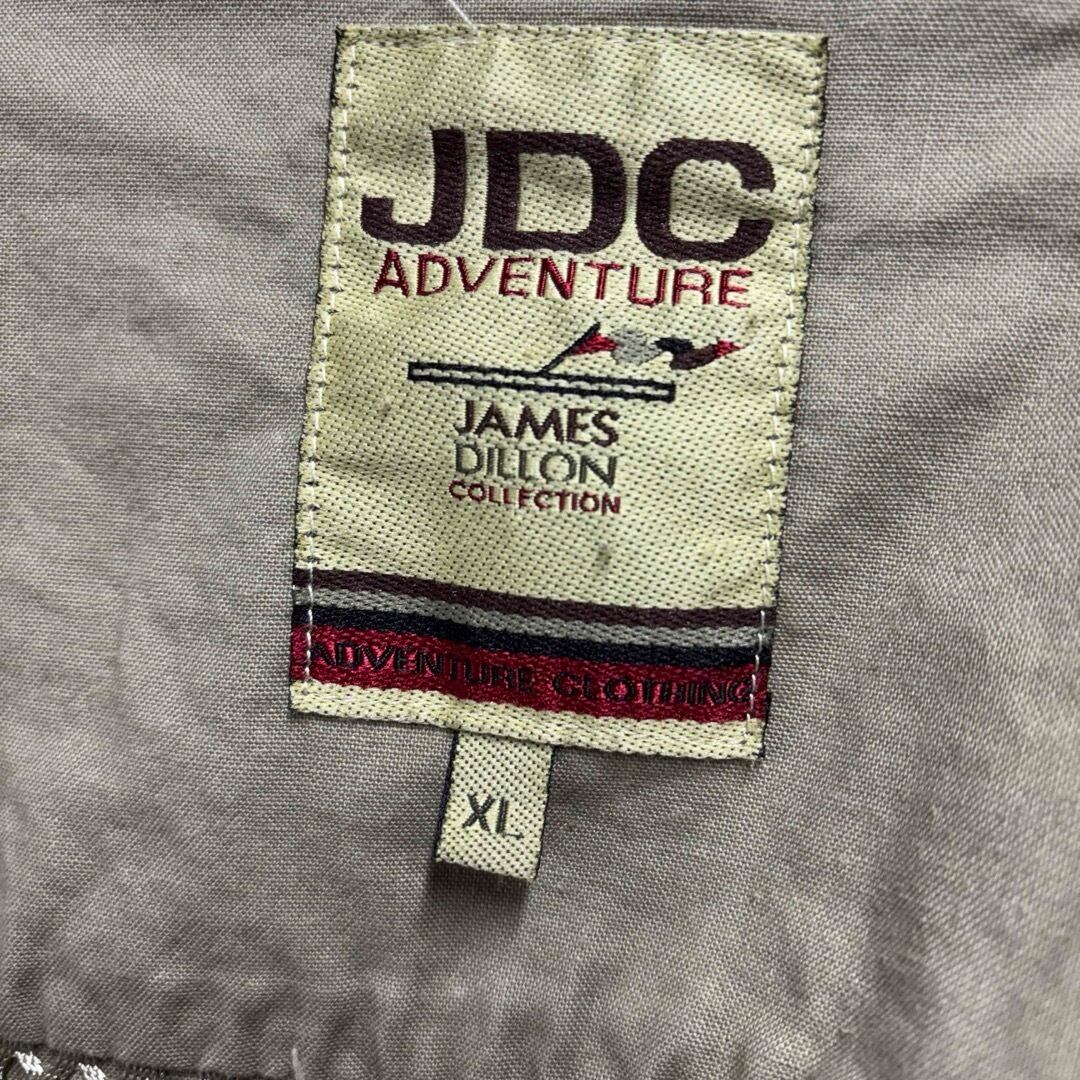 JDC
ADVENTURE
JAMES
DILLON
COLLECTION
ADVENTURE CLOTHING
XL